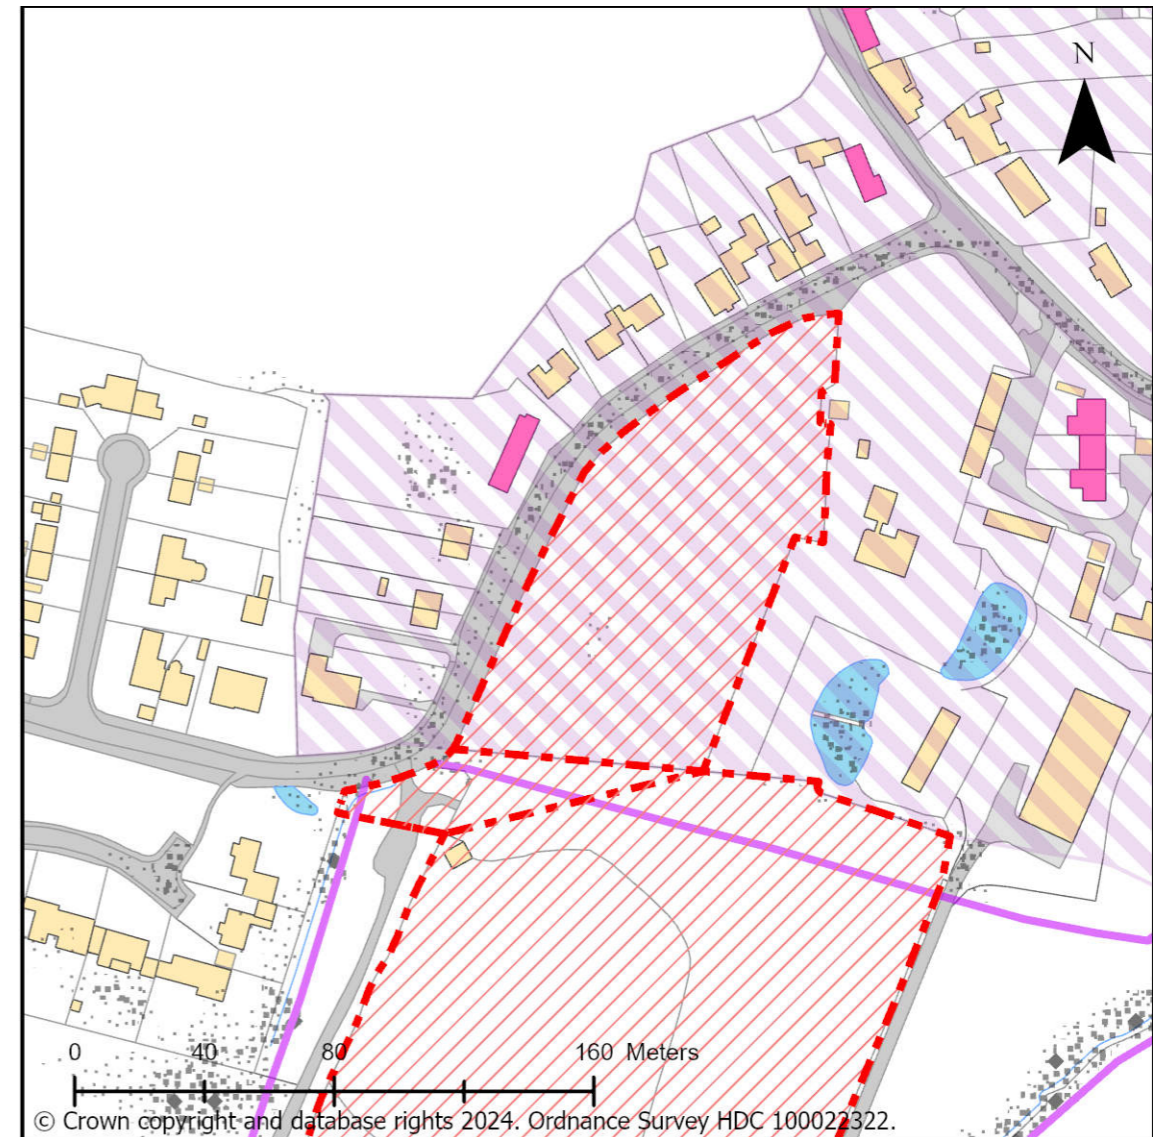 N
0 40 80 160 Meters
© Crown copyright and database rights 2024. Ordnance Survey HDC 100022322.